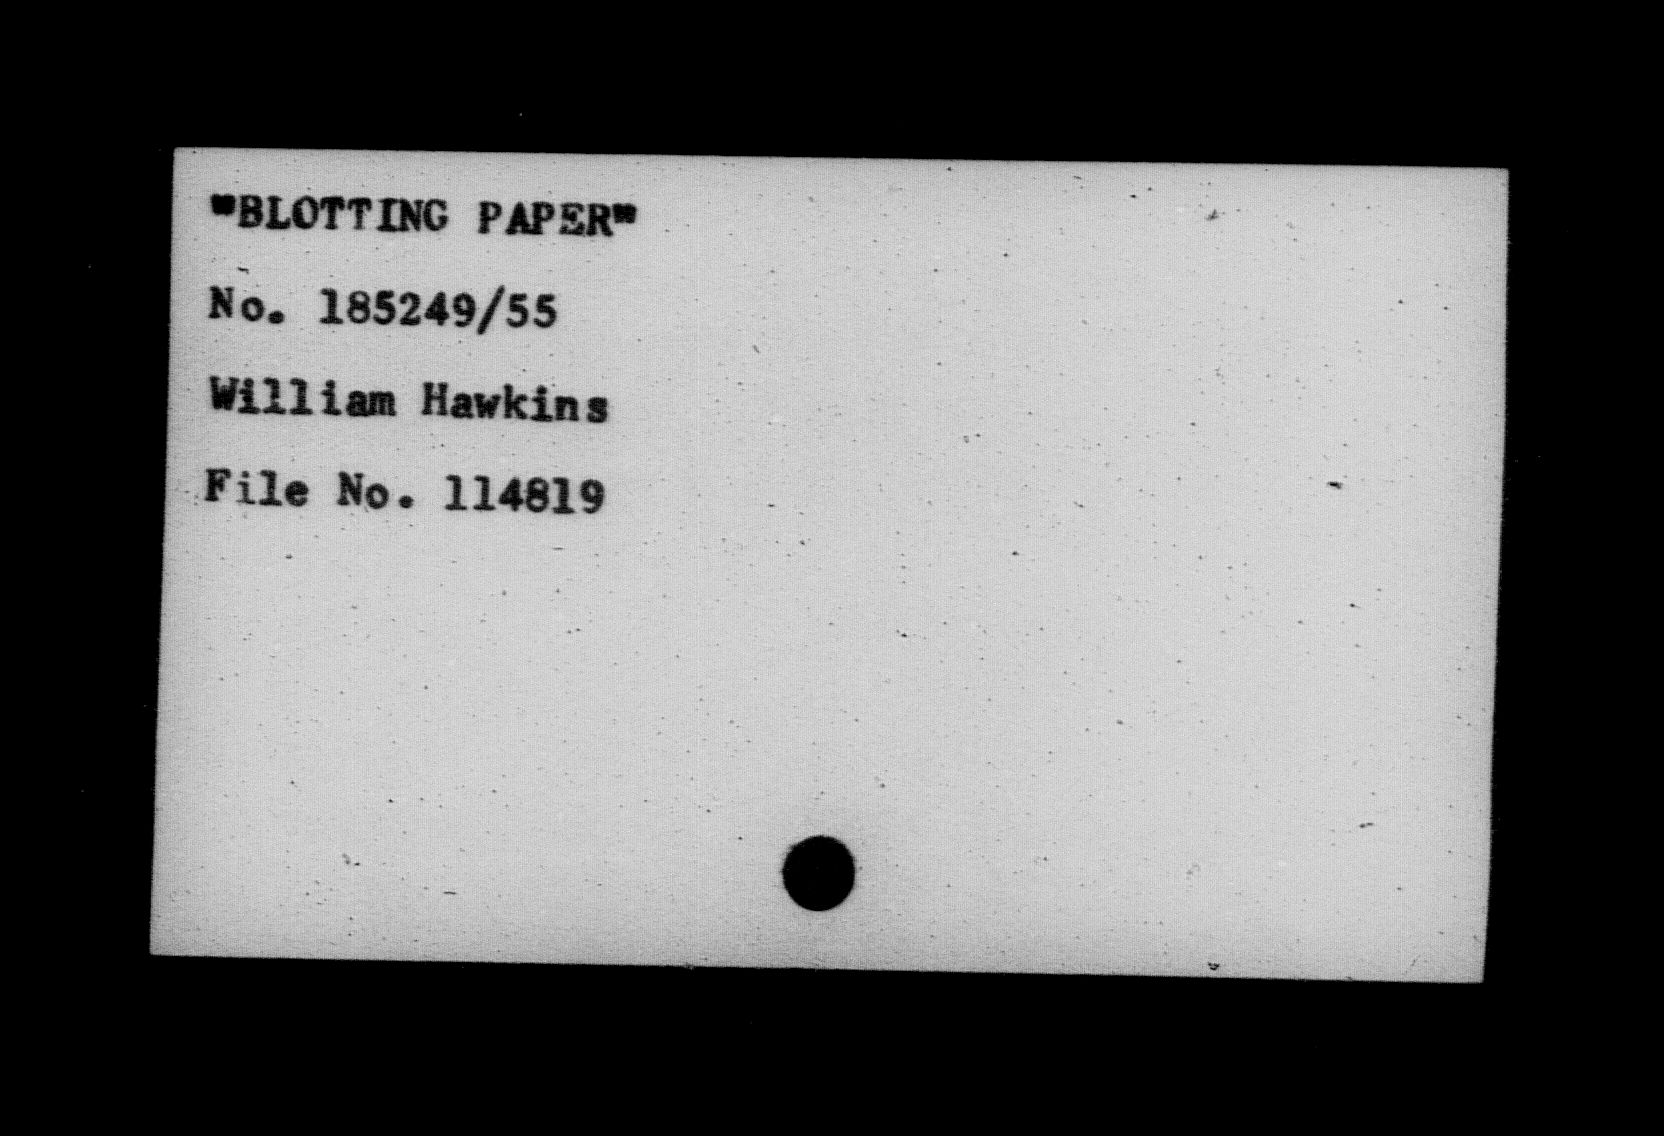 "BLOTTING PAPER"
No. 185249/55
William Hawkins
File No. 114819